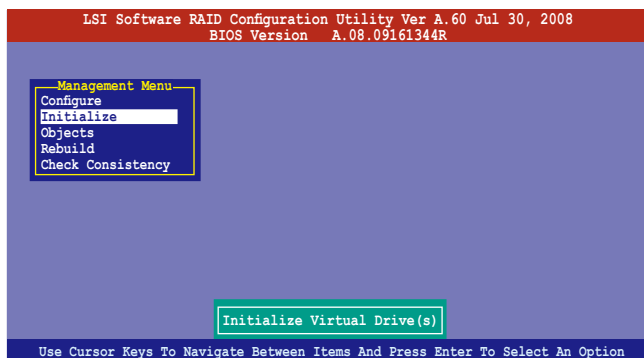 LSI Software RAID Configuration Utility Ver A.60 Jul 30, 2008
BIOS Version A.08.09161344R
Management Menu
Configure
Initialize
Objects
Rebuild
Check Consistency
Initialize Virtual Drive(s)
Use Cursor Keys To Navigate Between Items And Press Enter To Select An Option